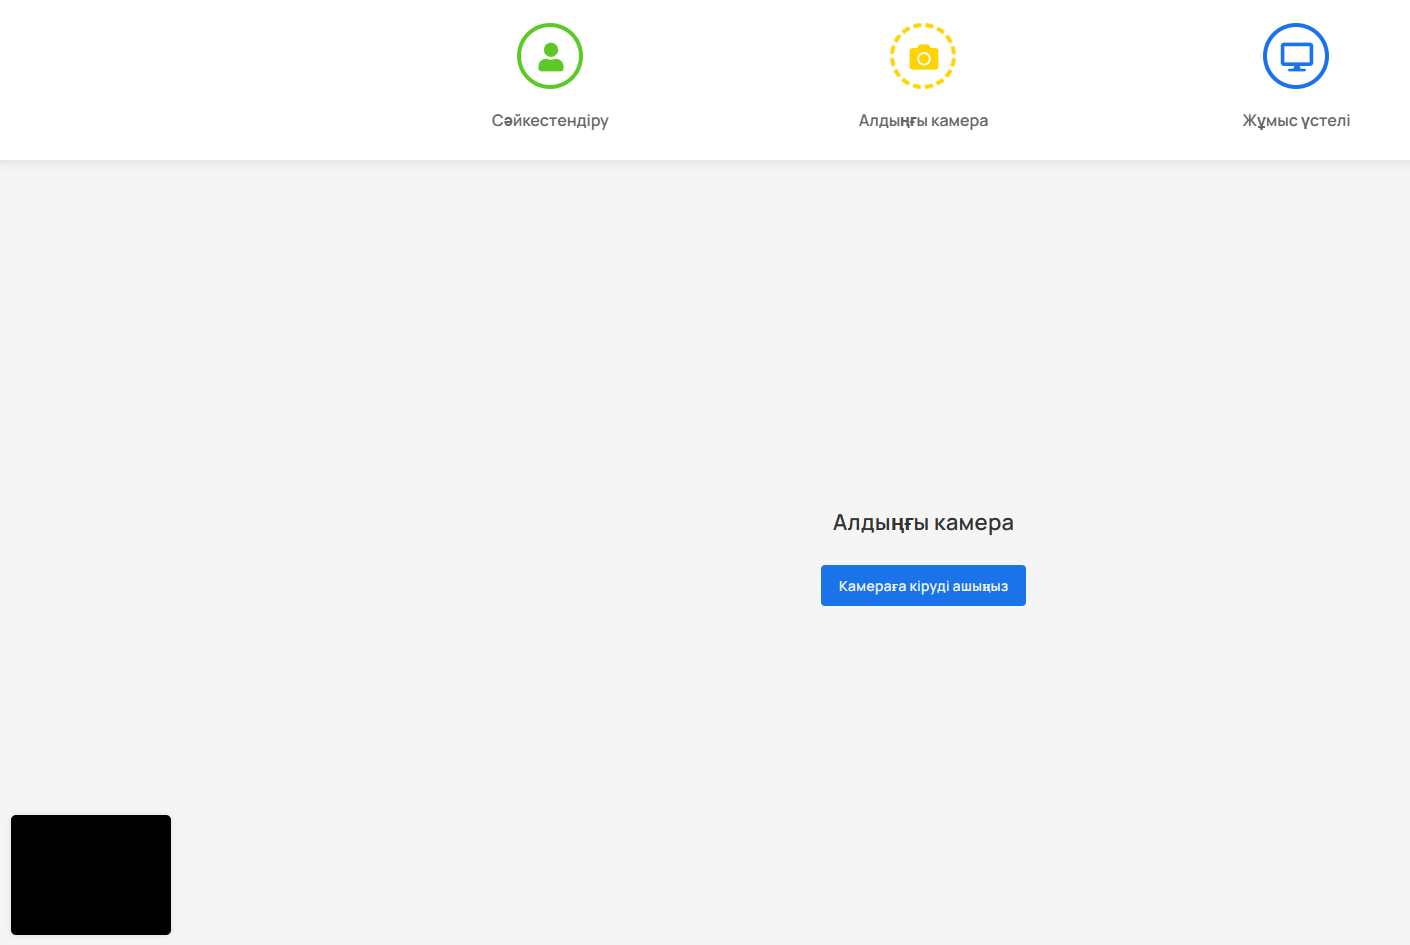 Сәйкестендіру
Алдыңғы камера
Жұмыс үстелі
Алдыңғы камера
Камераға кіруді ашыңыз